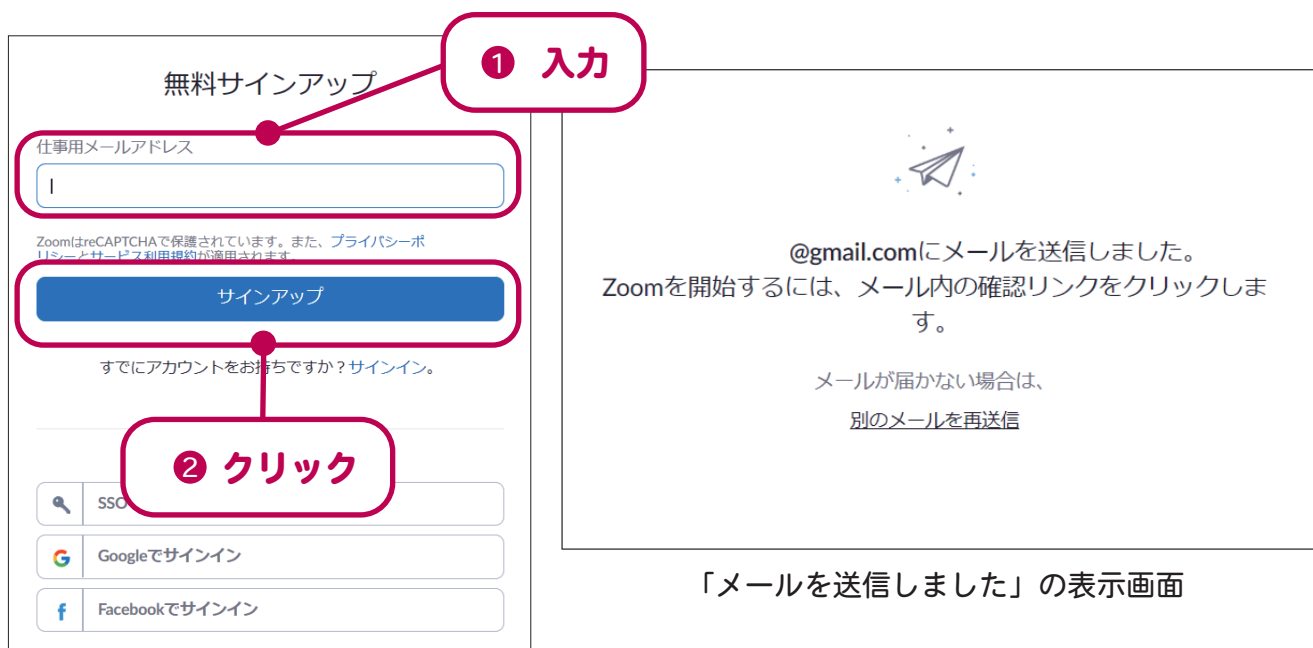 無料サインアップ
❶ 入力
仕事用メールアドレス
ZoomはreCAPTCHAで保護されています。また、プライバシーポ
リシーとサービス利用規約が適用されます。
サインアップ
すでにアカウントをお持ちですか？サインイン。
❷ クリック
SSO
Googleでサインイン
Facebookでサインイン
@gmail.comにメールを送信しました。
Zoomを開始するには、メール内の確認リンクをクリックしま
す。
メールが届かない場合は、
別のメールを再送信
「メールを送信しました」の表示画面